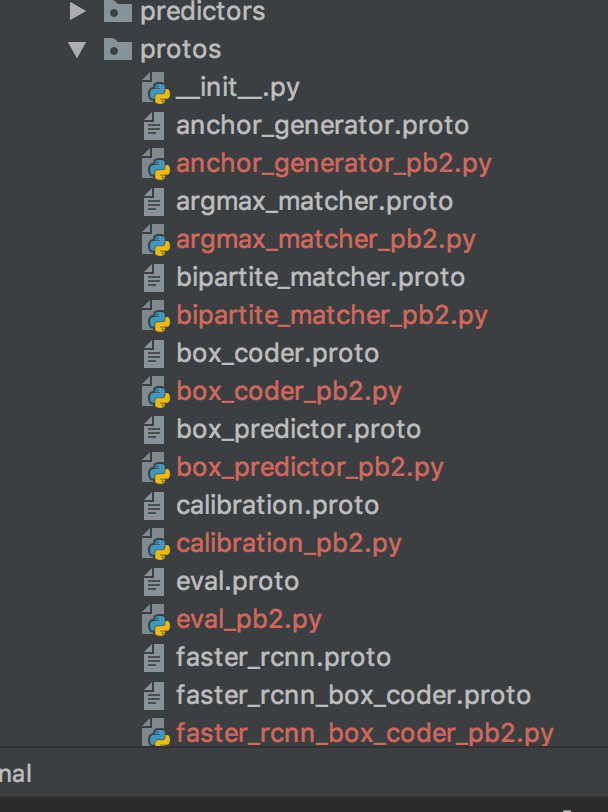 predictors
protos
__init__.py
anchor_generator.proto
anchor_generator_pb2.py
argmax_matcher.proto
argmax_matcher_pb2.py
bipartite_matcher.proto
bipartite_matcher_pb2.py
box_coder.proto
box_coder_pb2.py
box_predictor.proto
box_predictor_pb2.py
calibration.proto
calibration_pb2.py
eval.proto
eval_pb2.py
faster_rcnn.proto
faster_rcnn_box_coder.proto
faster_rcnn_box_coder_pb2.py
nal